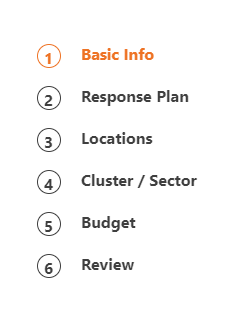 1 Basic Info
2 Response Plan
3 Locations
4 Cluster / Sector
5 Budget
6 Review